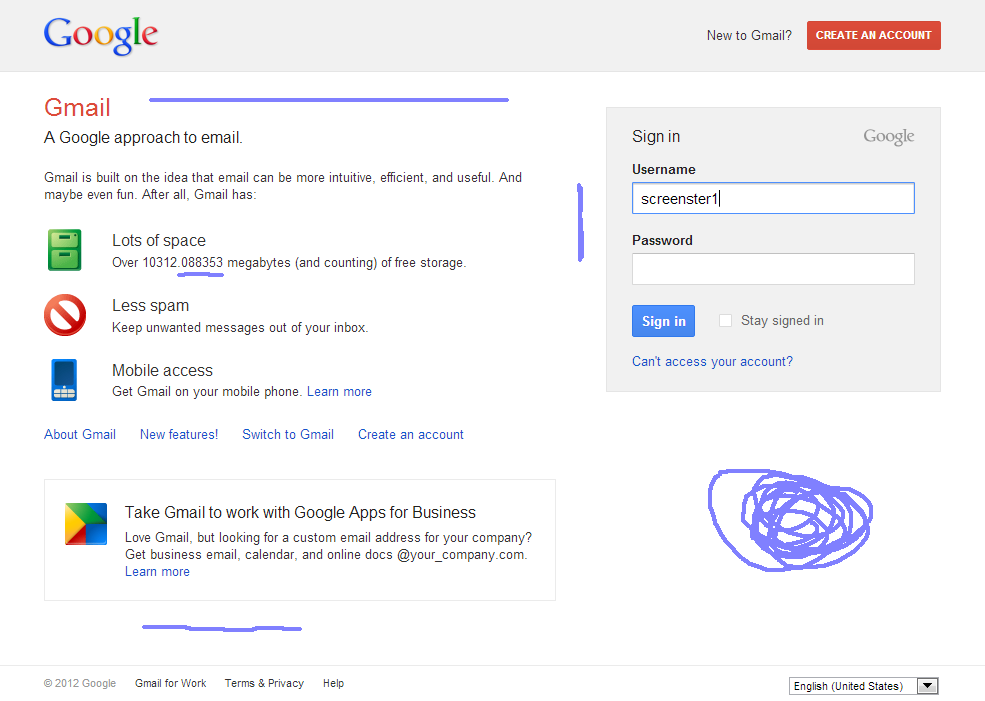 Google
New to Gmail?
CREATE AN ACCOUNT
Gmail
A Google approach to email.
Gmail is built on the idea that email can be more intuitive, efficient, and useful. And
maybe even fun. After all, Gmail has:
Lots of space
Over 10312.088353 megabytes (and counting) of free storage.
Less spam
Keep unwanted messages out of your inbox.
Mobile access
Get Gmail on your mobile phone. Learn more
About Gmail New features! Switch to Gmail Create an account
Take Gmail to work with Google Apps for Business
Love Gmail, but looking for a custom email address for your company?
Get business email, calendar, and online docs @your_company.com.
Learn more
Sign in Google
Username
screenster1
Password
Sign in Stay signed in
Can't access your account?
© 2012 Google Gmail for Work Terms & Privacy Help
English (United States)